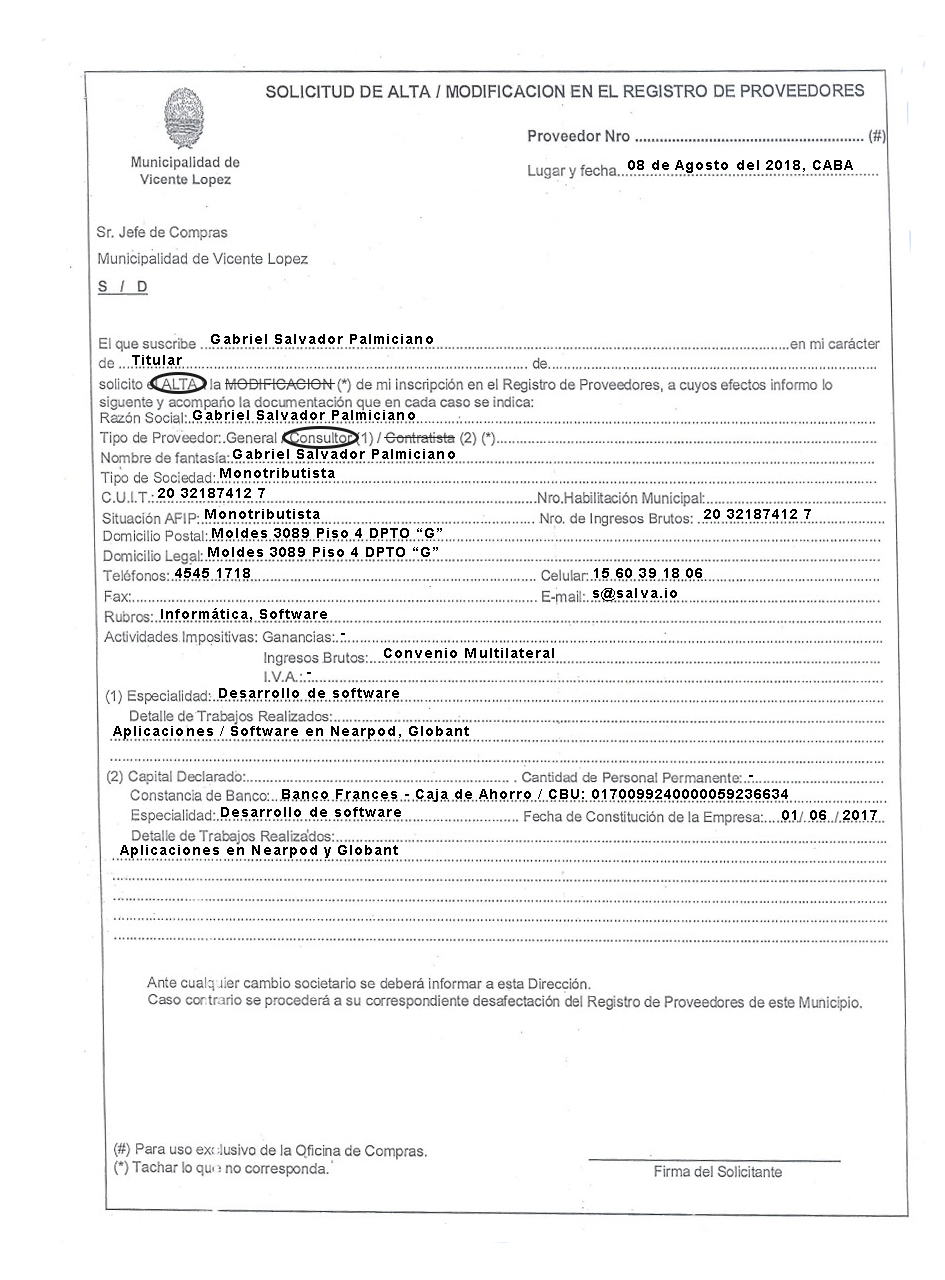 SOLICITUD DE ALTA / MODIFICACION EN EL REGISTRO DE PROVEEDORES
Municipalidad de
Vicente Lopez
Proveedor Nro ................................................ (#)
Lugar y fecha 08 de Agosto del 2018, CABA
Sr. Jefe de Compras
Municipalidad de Vicente Lopez
S / D
El que suscribe Gabriel Salvador Palmiciano en mi carácter
de Titular de
solicito el ALTA, la MODIFICACION (*) de mi inscripción en el Registro de Proveedores, a cuyos efectos informo lo
siguente y acompaño la documentación que en cada caso se indica:
Razón Social: Gabriel Salvador Palmiciano
Tipo de Proveedor: General / Consultor (1) / Contratista (2) (*)
Nombre de fantasía: Gabriel Salvador Palmiciano
Tipo de Sociedad: Monotributista
C.U.I.T.: 20 32187412 7 Nro.Habilitación Municipal:
Situación AFIP: Monotributista Nro. de Ingresos Brutos: 20 32187412 7
Domicilio Postal: Moldes 3089 Piso 4 DPTO "G"
Domicilio Legal: Moldes 3089 Piso 4 DPTO "G"
Teléfonos: 4545 1718 Celular: 15 60 39 18 06
Fax: E-mail: s@salva.io
Rubros: Informática, Software
Actividades Impositivas: Ganancias: -
Ingresos Brutos: Convenio Multilateral
I.V.A.: -
(1) Especialidad: Desarrollo de software
Detalle de Trabajos Realizados:
Aplicaciones / Software en Nearpod, Globant
(2) Capital Declarado: Cantidad de Personal Permanente: -
Constancia de Banco: Banco Frances - Caja de Ahorro / CBU: 0170099240000059236634
Especialidad: Desarrollo de software Fecha de Constitución de la Empresa: 01/ 06 / 2017
Detalle de Trabajos Realizados:
Aplicaciones en Nearpod y Globant
Ante cualquier cambio societario se deberá informar a esta Dirección.
Caso contrario se procederá a su correspondiente desafectación del Registro de Proveedores de este Municipio.
(#) Para uso exclusivo de la Oficina de Compras.
(*) Tachar lo que no corresponda.
Firma del Solicitante